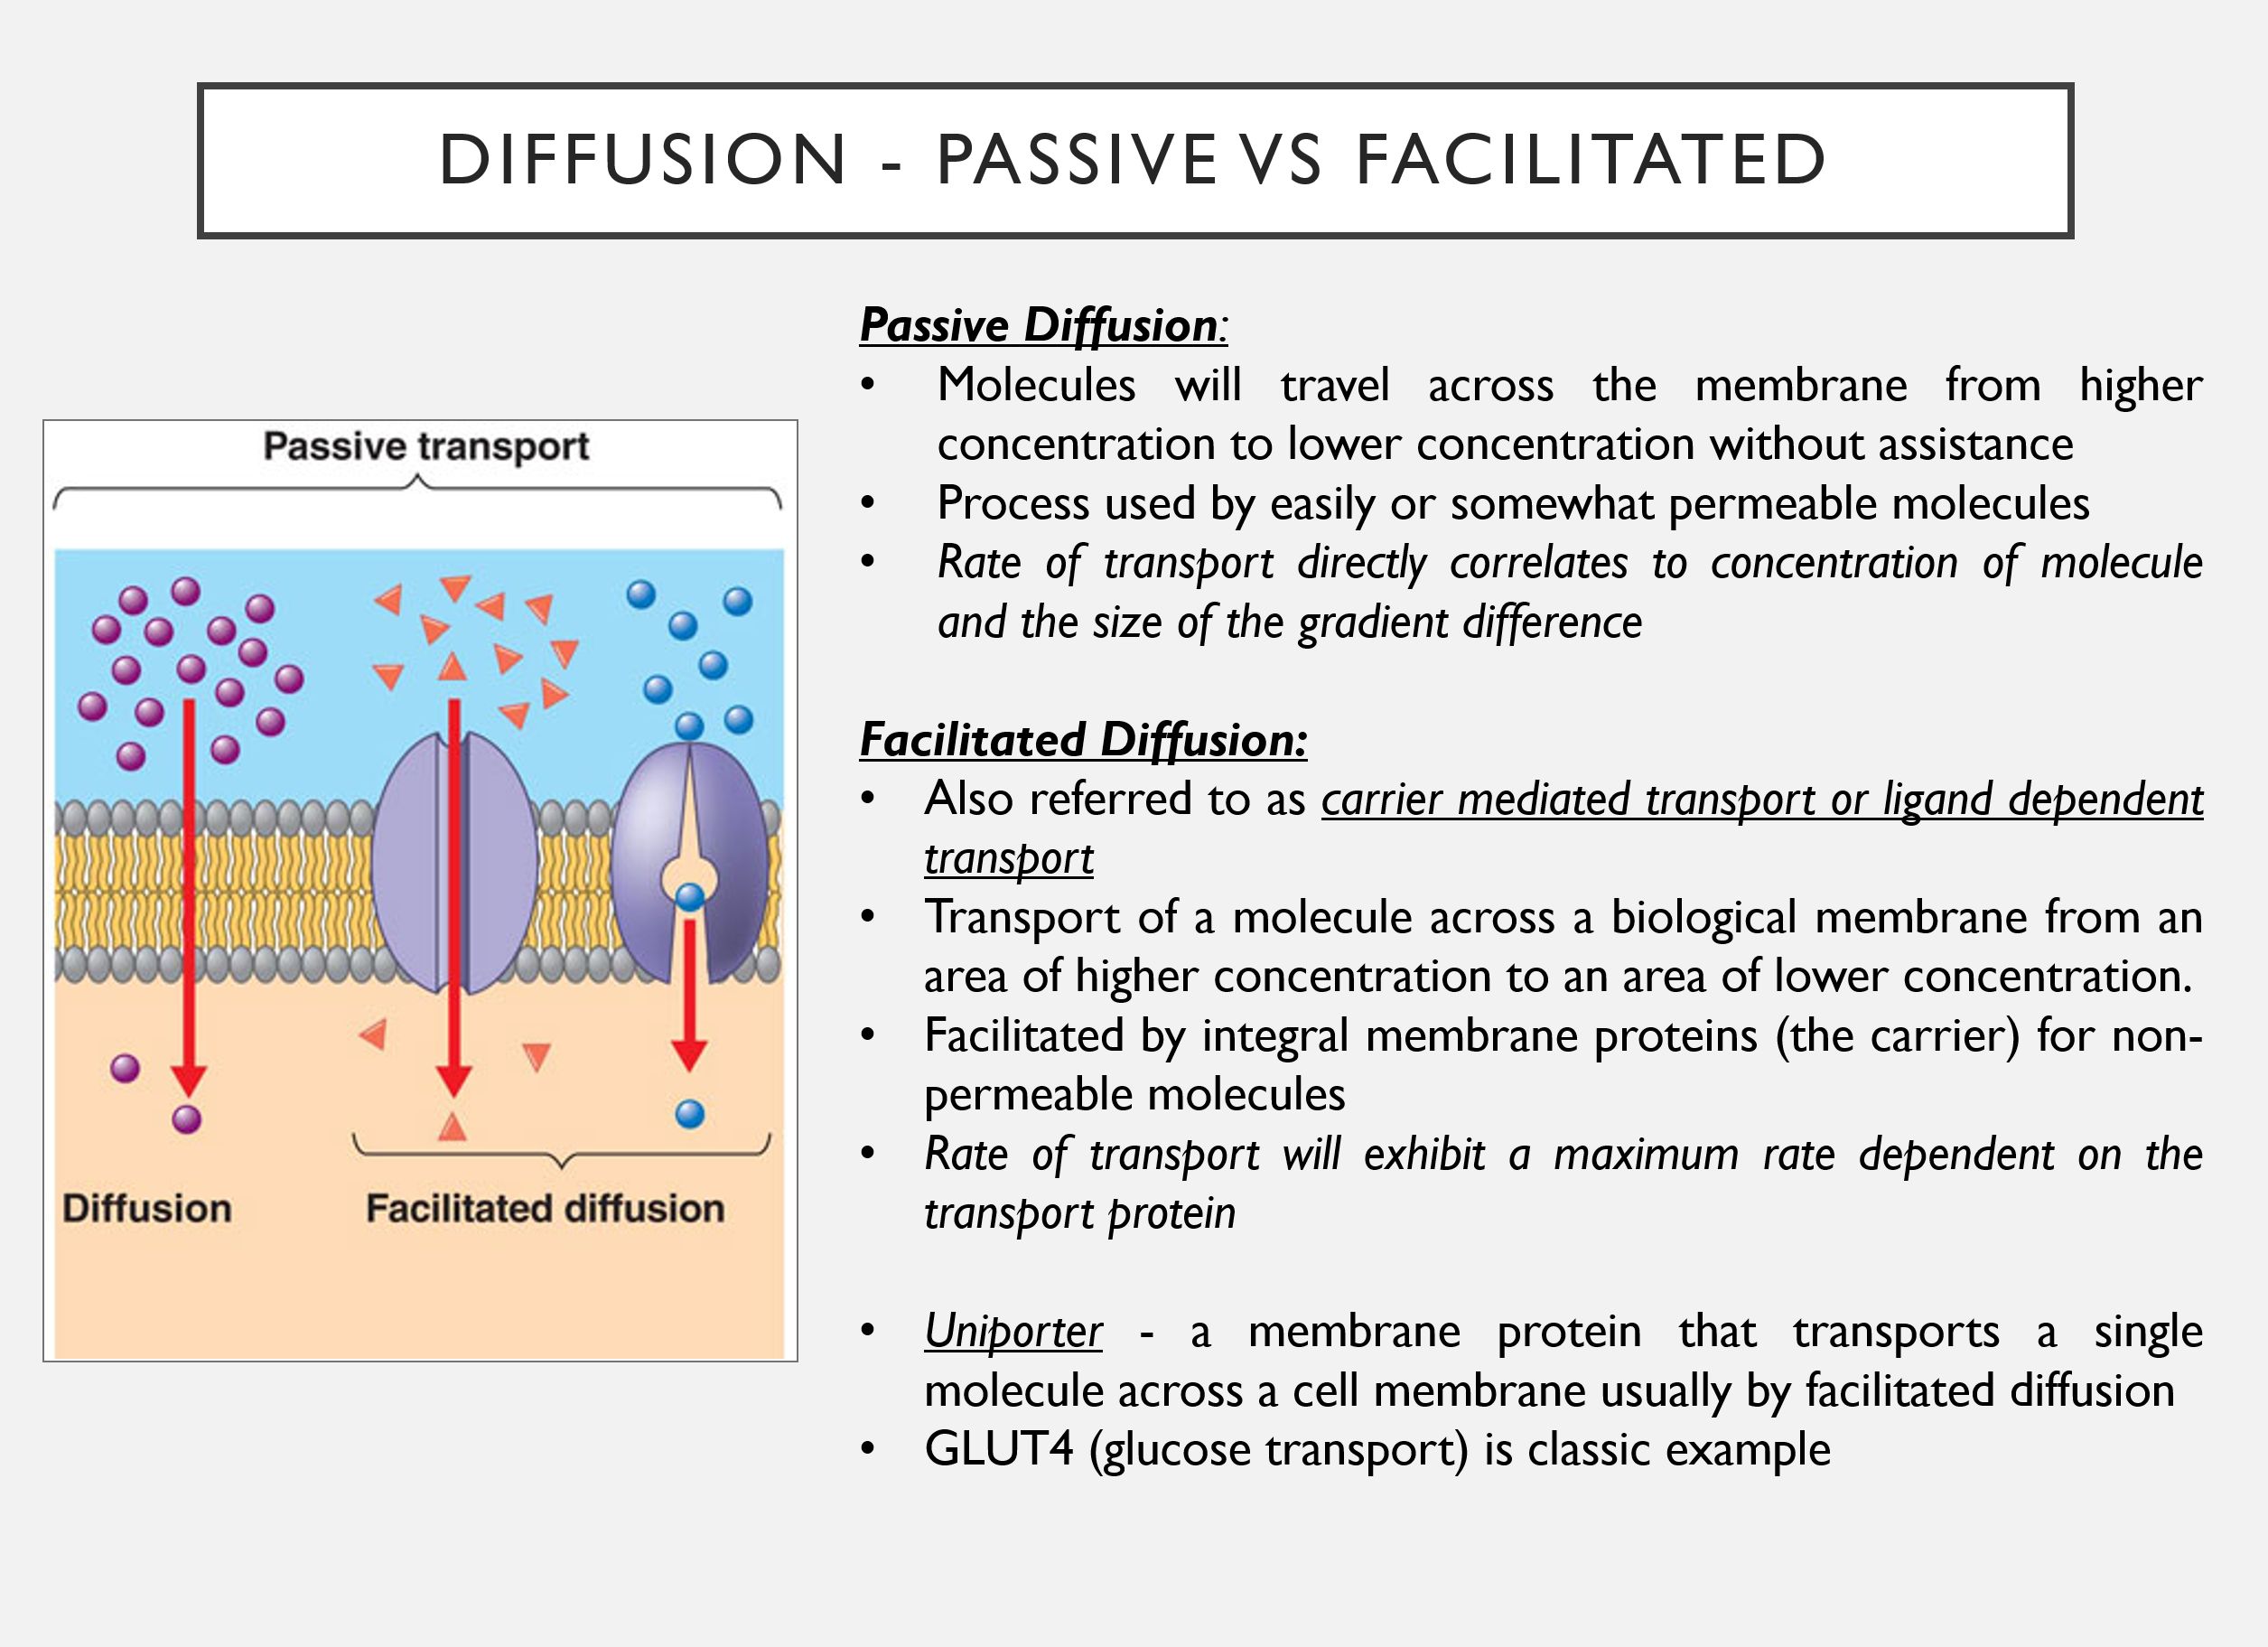 DIFFUSION - PASSIVE VS FACILITATED
Passive transport
Diffusion
Facilitated diffusion
Passive Diffusion:
• Molecules will travel across the membrane from higher
concentration to lower concentration without assistance
• Process used by easily or somewhat permeable molecules
• Rate of transport directly correlates to concentration of molecule
and the size of the gradient difference
Facilitated Diffusion:
• Also referred to as carrier mediated transport or ligand dependent
transport
• Transport of a molecule across a biological membrane from an
area of higher concentration to an area of lower concentration.
• Facilitated by integral membrane proteins (the carrier) for non-
permeable molecules
• Rate of transport will exhibit a maximum rate dependent on the
transport protein
• Uniporter - a membrane protein that transports a single
molecule across a cell membrane usually by facilitated diffusion
• GLUT4 (glucose transport) is classic example